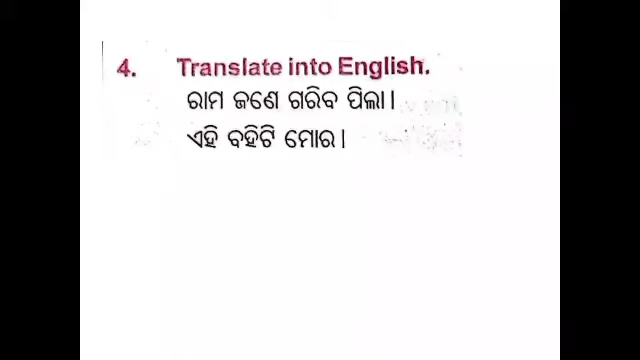 4. Translate into English.
ରାମ ଜଣେ ଗରିବ ପିଲା।
ଏହି ବହିଟି ମୋର।